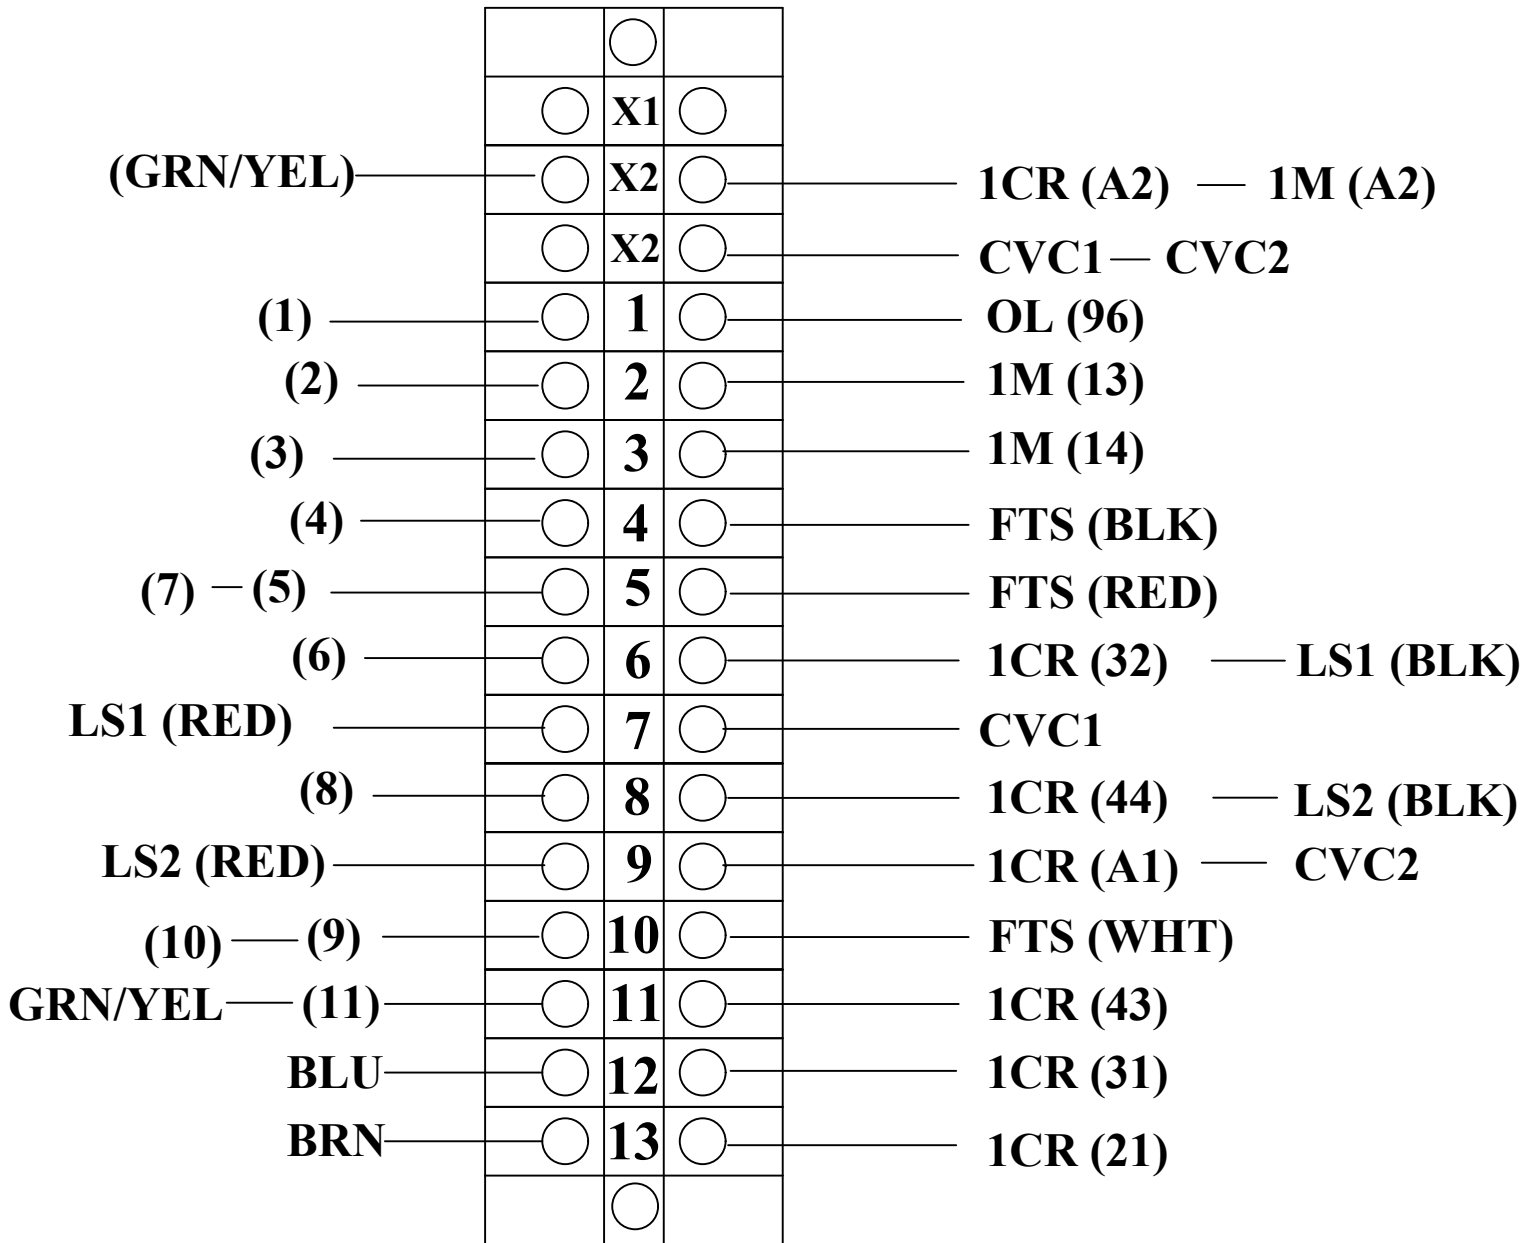 X1
(GRN/YEL) X2 1CR (A2) — 1M (A2)
X2 CVC1 — CVC2
(1) 1 OL (96)
(2) 2 1M (13)
(3) 3 1M (14)
(4) 4 FTS (BLK)
(7) — (5) 5 FTS (RED)
(6) 6 1CR (32) — LS1 (BLK)
LS1 (RED) 7 CVC1
(8) 8 1CR (44) — LS2 (BLK)
LS2 (RED) 9 1CR (A1) — CVC2
(10) — (9) 10 FTS (WHT)
GRN/YEL — (11) 11 1CR (43)
BLU 12 1CR (31)
BRN 13 1CR (21)